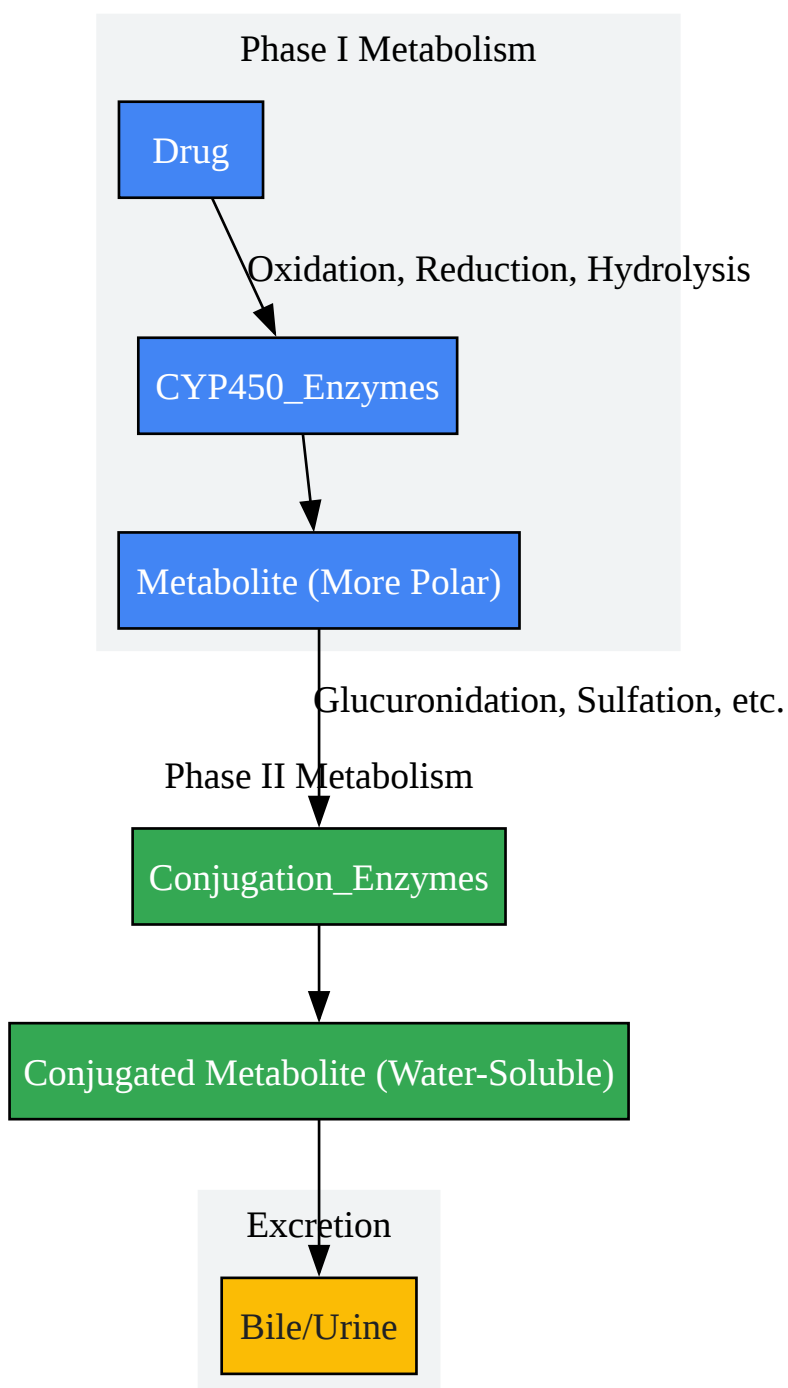 Phase I Metabolism
Drug
Oxidation, Reduction, Hydrolysis
CYP450_Enzymes
Metabolite (More Polar)
Glucuronidation, Sulfation, etc.
Phase II Metabolism
Conjugation_Enzymes
Conjugated Metabolite (Water-Soluble)
Excretion
Bile/Urine